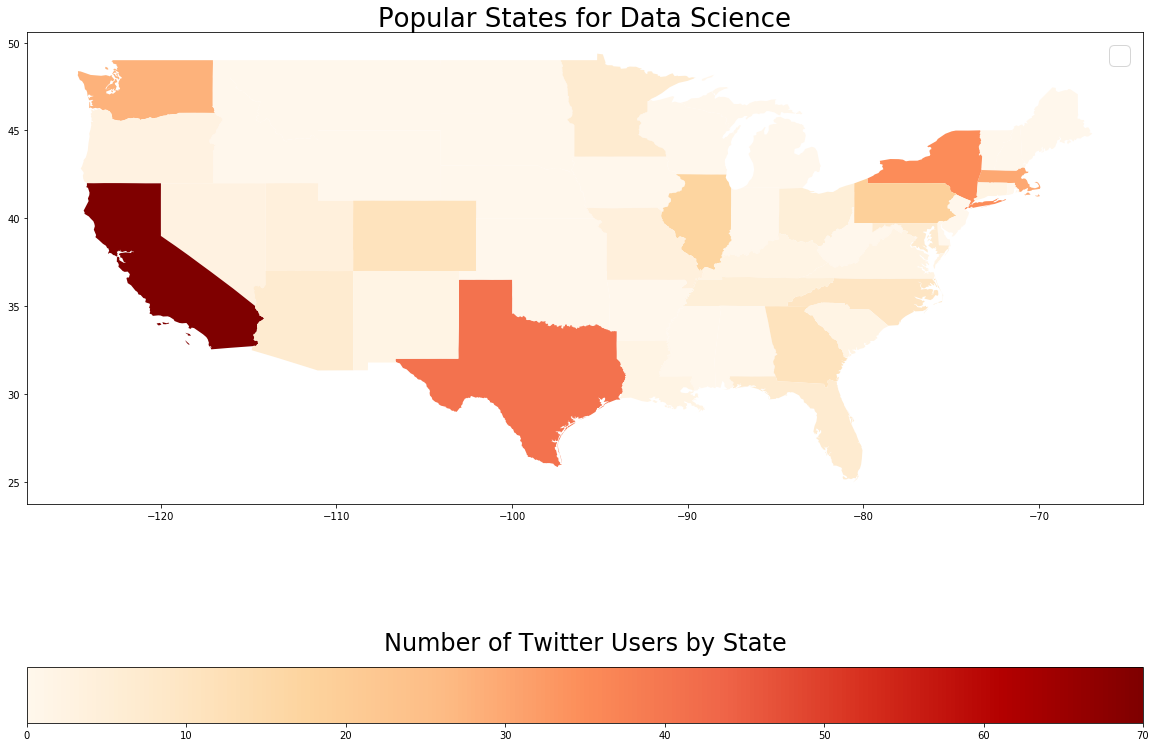 Popular States for Data Science
50
45
40
35
30
25
−120 −110 −100 −90 −80 −70
Number of Twitter Users by State
0 10 20 30 40 50 60 70